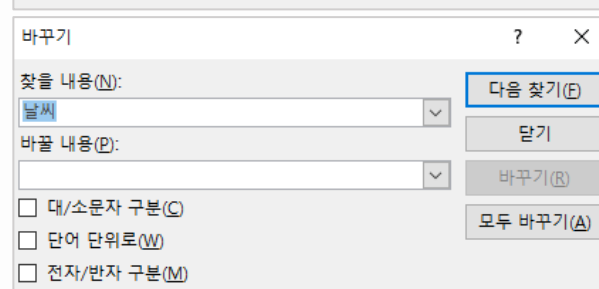 바꾸기 ?
찾을 내용(N):
다음 찾기(F)
날씨
닫기
바꿀 내용(P):
바꾸기(R)
대/소문자 구분(C)
모두 바꾸기(A)
단어 단위로(W)
전자/반자 구분(M)